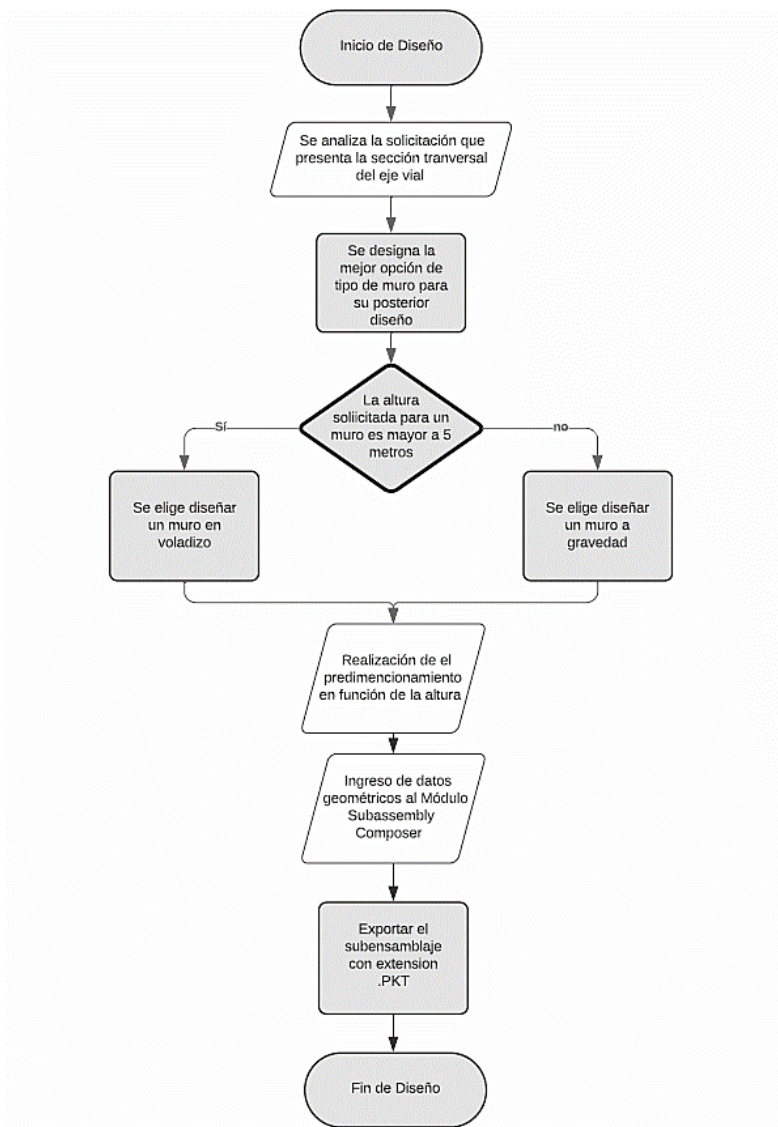 Inicio de Diseño
Se analiza la solicitación que
presenta la sección tranversal
del eje vial
Se designa la
mejor opción de
tipo de muro para
su posterior
diseño
La altura
soliicitada para un
muro es mayor a 5
metros
Sí
no
Se elige diseñar
un muro en
voladizo
Se elige diseñar
un muro a
gravedad
Realización de el
predimencionamiento
en función de la altura
Ingreso de datos
geométricos al Módulo
Subassembly
Composer
Exportar el
subensamblaje
con extension
.PKT
Fin de Diseño